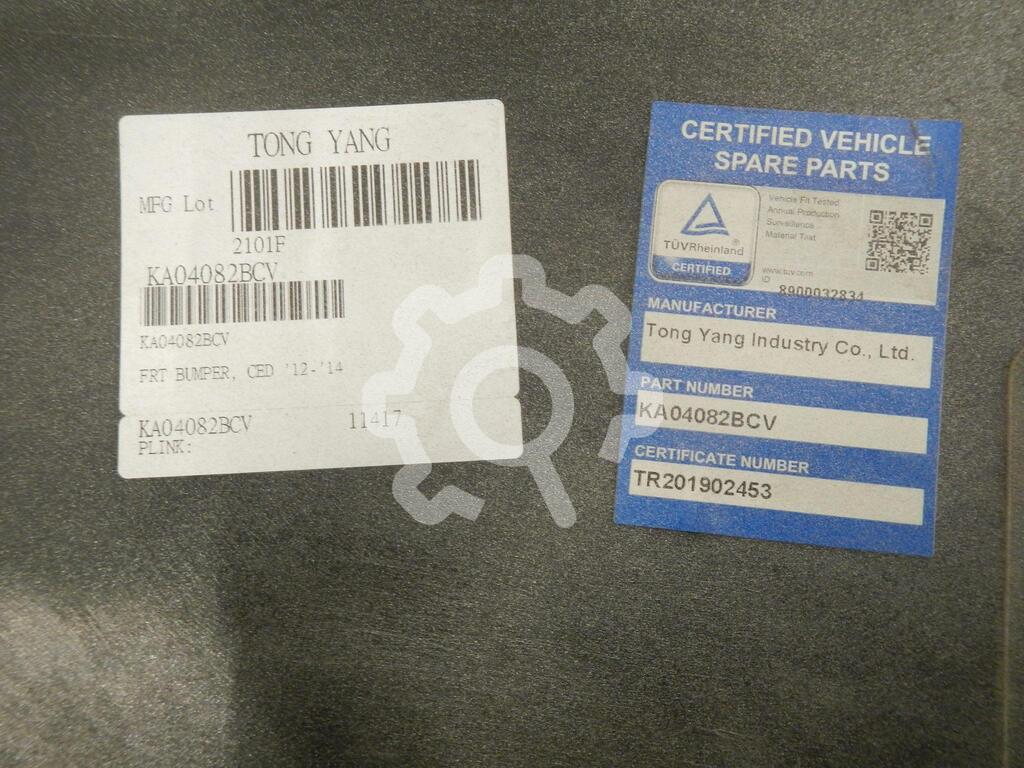 TONG YANG
MFG Lot
2101F
KA04082BCV
KA04082BCV
FRT BUMPER, CED '12-'14
KA04082BCV 11417
PLINK:
CERTIFIED VEHICLE
SPARE PARTS
TÜVRheinland®
CERTIFIED
Vehicle Fit Tested
Annual Production
Surveillance
Material Test
www.tuv.com
ID 8900032834
MANUFACTURER
Tong Yang Industry Co., Ltd.
PART NUMBER
KA04082BCV
CERTIFICATE NUMBER
TR201902453